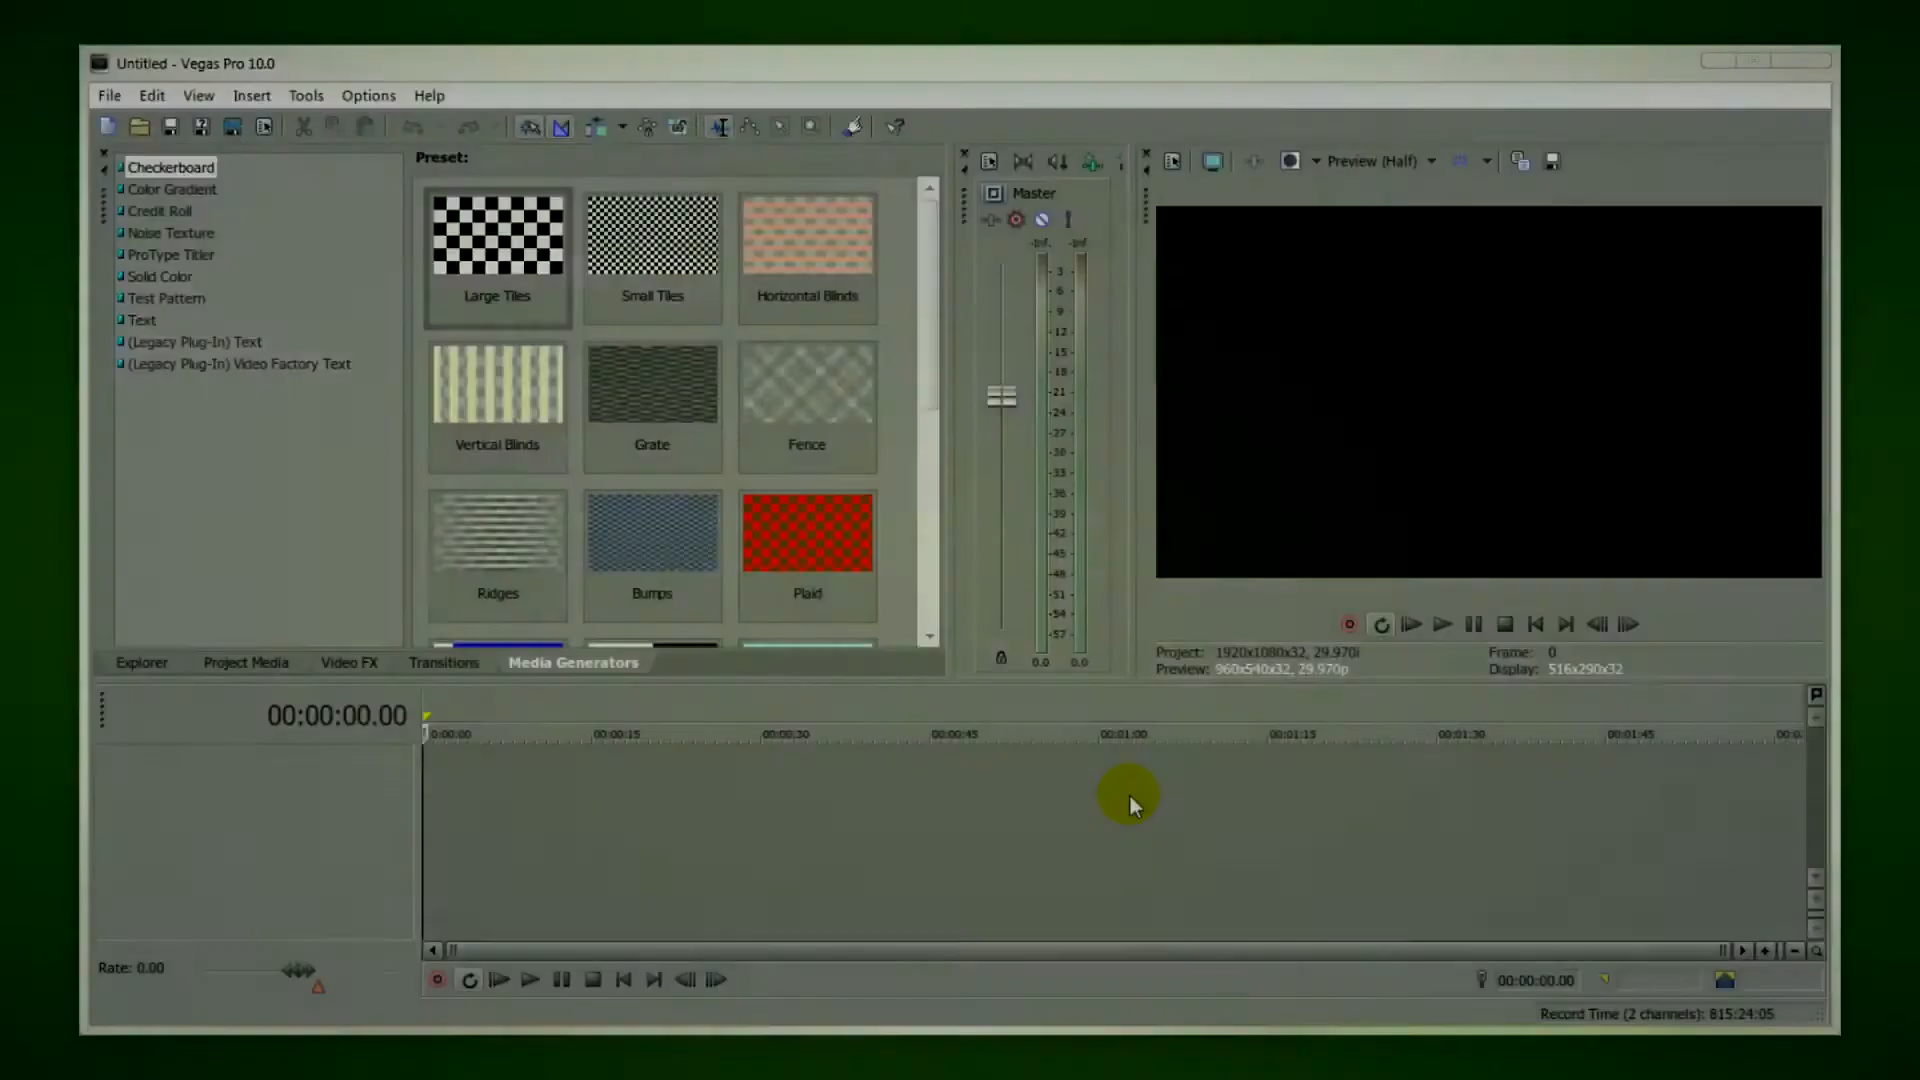 Untitled - Vegas Pro 10.0
File Edit View Insert Tools Options Help
Checkerboard
Color Gradient
Credit Roll
Noise Texture
ProType Titler
Solid Color
Test Pattern
Text
(Legacy Plug-In) Text
(Legacy Plug-In) Video Factory Text
Preset:
Large Tiles
Small Tiles
Horizontal Blinds
Vertical Blinds
Grate
Fence
Ridges
Bumps
Plaid
Explorer Project Media Video FX Transitions Media Generators
Master
-Inf. -Inf.
3
6
9
-12
-15
-18
-21
-24
-27
-30
-33
-36
-39
-42
-45
-48
-51
-54
-57
0.0 0.0
Preview (Half)
Project: 1920x1080x32, 29.970i
Frame: 0
Preview: 960x540x32, 29.970p
Display: 516x290x32
00:00:00.00
0:00:00 00:00:15 00:00:30 00:00:45 00:01:00 00:01:15 00:01:30 00:01:45
Rate: 0.00
00:00:00.00
Record Time (2 channels): 815:24:05